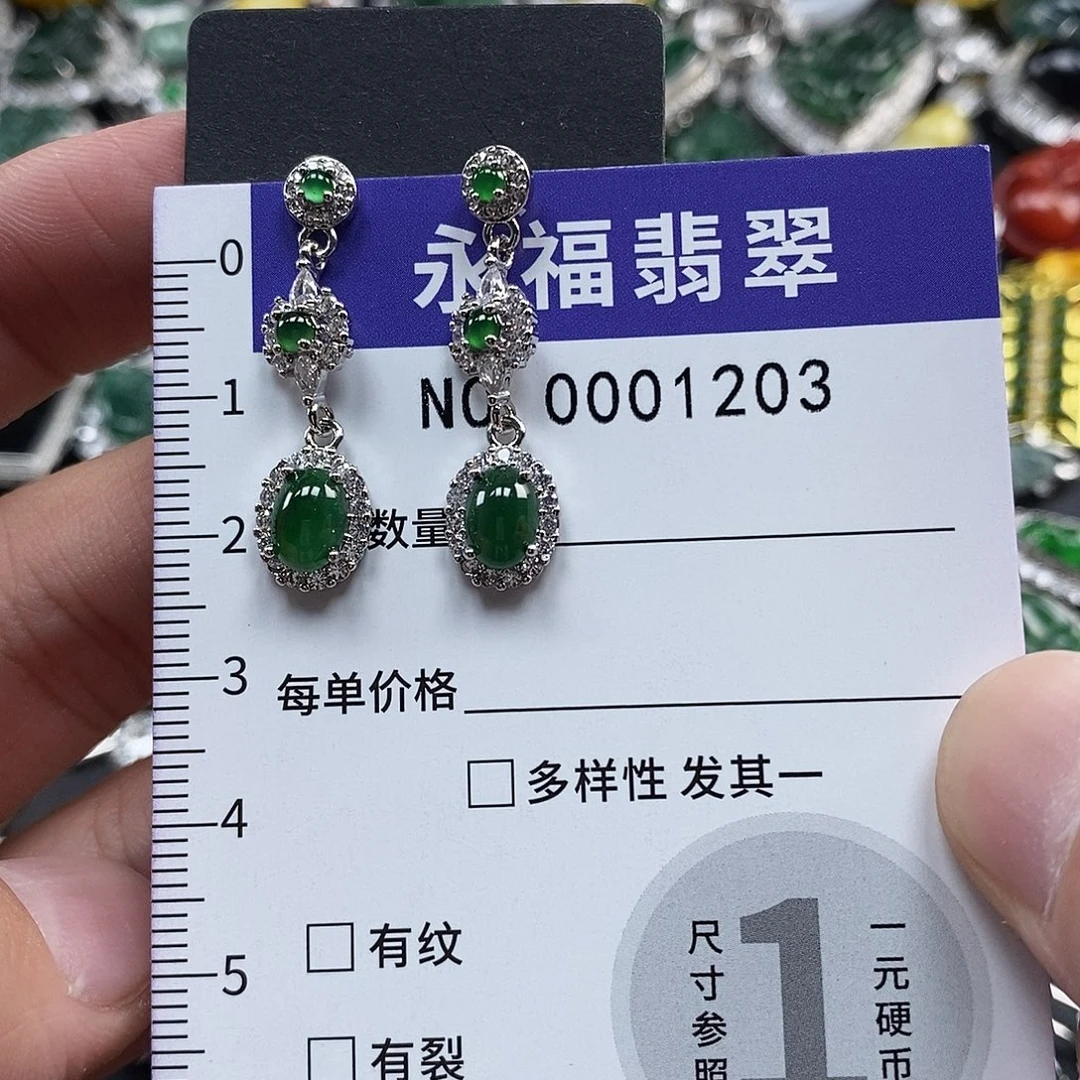 永福翡翠
NO 0001203
0
1
2
3
4
5
数量
每单价格
多样性 发其一
有纹
有裂
尺寸参照
1
一元硬币